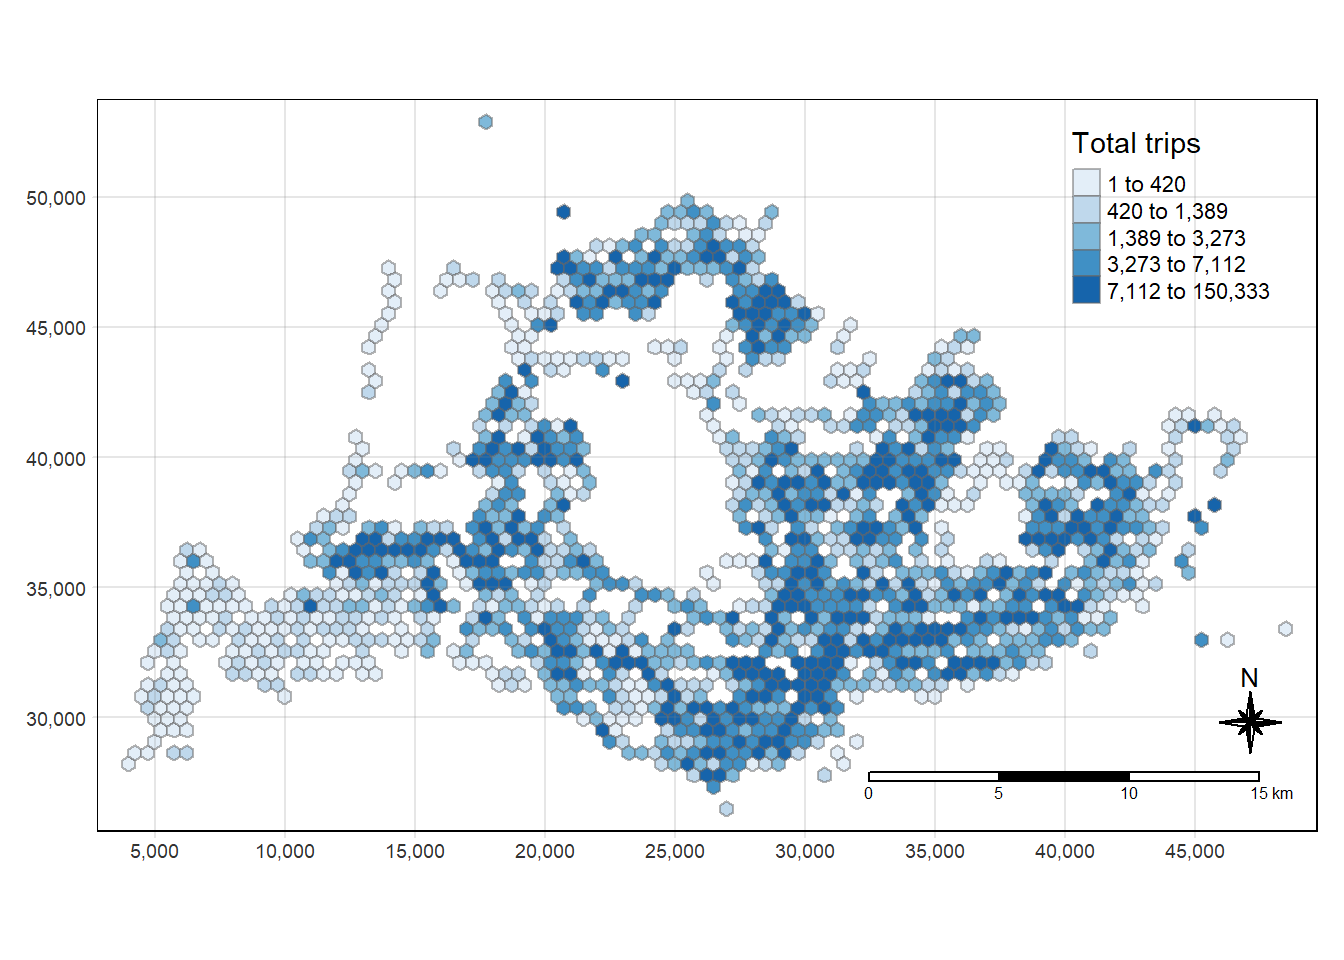 Total trips
1 to 420
420 to 1,389
1,389 to 3,273
3,273 to 7,112
7,112 to 150,333
50,000
45,000
40,000
35,000
30,000
N
0 5 10 15 km
5,000 10,000 15,000 20,000 25,000 30,000 35,000 40,000 45,000